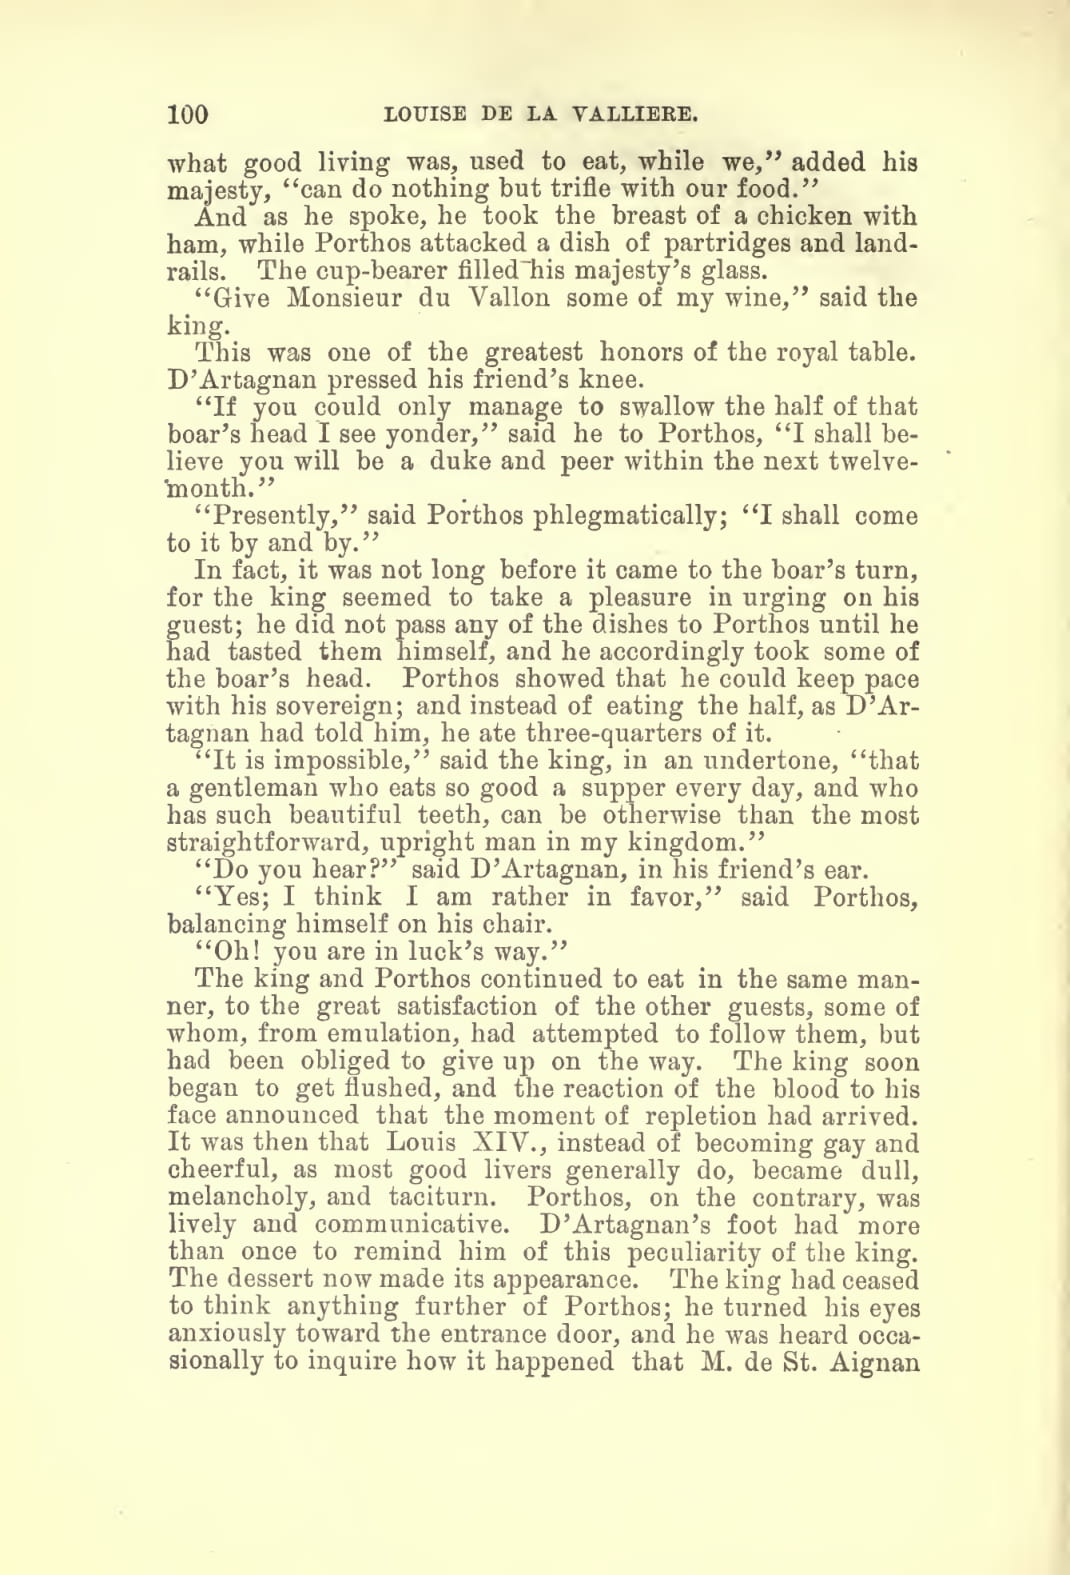 100 LOUISE DE LA VALLIERE.
what good living was, used to eat, while we,” added his
majesty, “can do nothing but trifle with our food.”
And as he spoke, he took the breast of a chicken with
ham, while Porthos attacked a dish of partridges and land-
rails. The cup-bearer filled his majesty’s glass.
“Give Monsieur du Vallon some of my wine,” said the
king.
This was one of the greatest honors of the royal table.
D’Artagnan pressed his friend’s knee.
“If you could only manage to swallow the half of that
boar’s head I see yonder,” said he to Porthos, “I shall be-
lieve you will be a duke and peer within the next twelve-
month.”
“Presently,” said Porthos phlegmatically; “I shall come
to it by and by.”
In fact, it was not long before it came to the boar’s turn,
for the king seemed to take a pleasure in urging on his
guest; he did not pass any of the dishes to Porthos until he
had tasted them himself, and he accordingly took some of
the boar’s head. Porthos showed that he could keep pace
with his sovereign; and instead of eating the half, as D’Ar-
tagnan had told him, he ate three-quarters of it.
“It is impossible,” said the king, in an undertone, “that
a gentleman who eats so good a supper every day, and who
has such beautiful teeth, can be otherwise than the most
straightforward, upright man in my kingdom.”
“Do you hear?” said D’Artagnan, in his friend’s ear.
“Yes; I think I am rather in favor,” said Porthos,
balancing himself on his chair.
“Oh! you are in luck’s way.”
The king and Porthos continued to eat in the same man-
ner, to the great satisfaction of the other guests, some of
whom, from emulation, had attempted to follow them, but
had been obliged to give up on the way. The king soon
began to get flushed, and the reaction of the blood to his
face announced that the moment of repletion had arrived.
It was then that Louis XIV., instead of becoming gay and
cheerful, as most good livers generally do, became dull,
melancholy, and taciturn. Porthos, on the contrary, was
lively and communicative. D’Artagnan’s foot had more
than once to remind him of this peculiarity of the king.
The dessert now made its appearance. The king had ceased
to think anything further of Porthos; he turned his eyes
anxiously toward the entrance door, and he was heard occa-
sionally to inquire how it happened that M. de St. Aignan